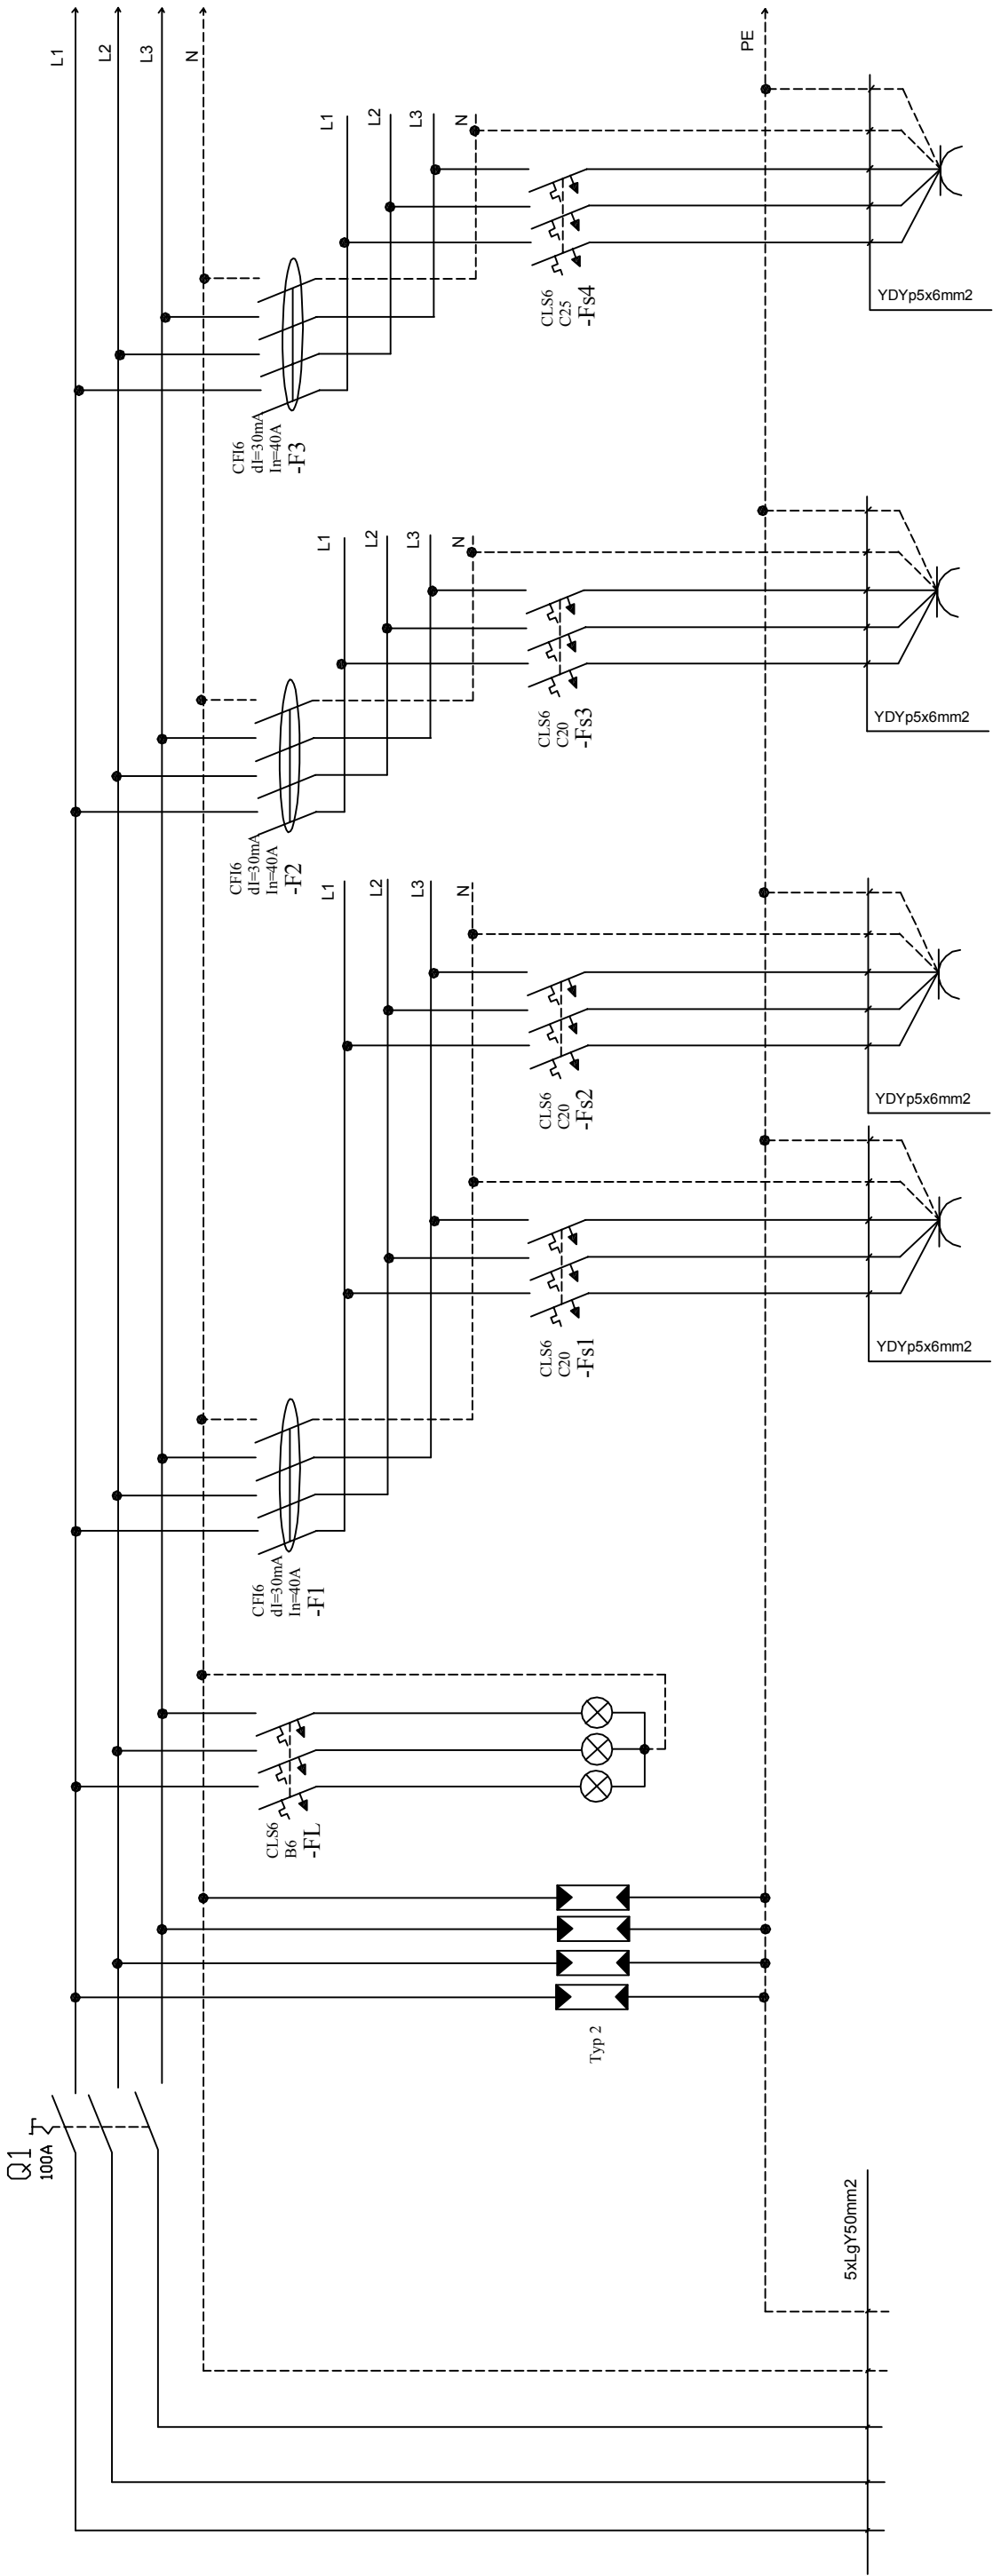 Q1
100A
5xLgY50mm2
L1
L2
L3
N
PE
Typ 2
CLS6
B6
-FL
CFI6
dI=30mA
In=40A
-F1
L1
L2
L3
N
CLS6
C20
-Fs1
YDYp5x6mm2
CLS6
C20
-Fs2
YDYp5x6mm2
CFI6
dI=30mA
In=40A
-F2
L1
L2
L3
N
CLS6
C20
-Fs3
YDYp5x6mm2
CFI6
dI=30mA
In=40A
-F3
L1
L2
L3
N
CLS6
C25
-Fs4
YDYp5x6mm2